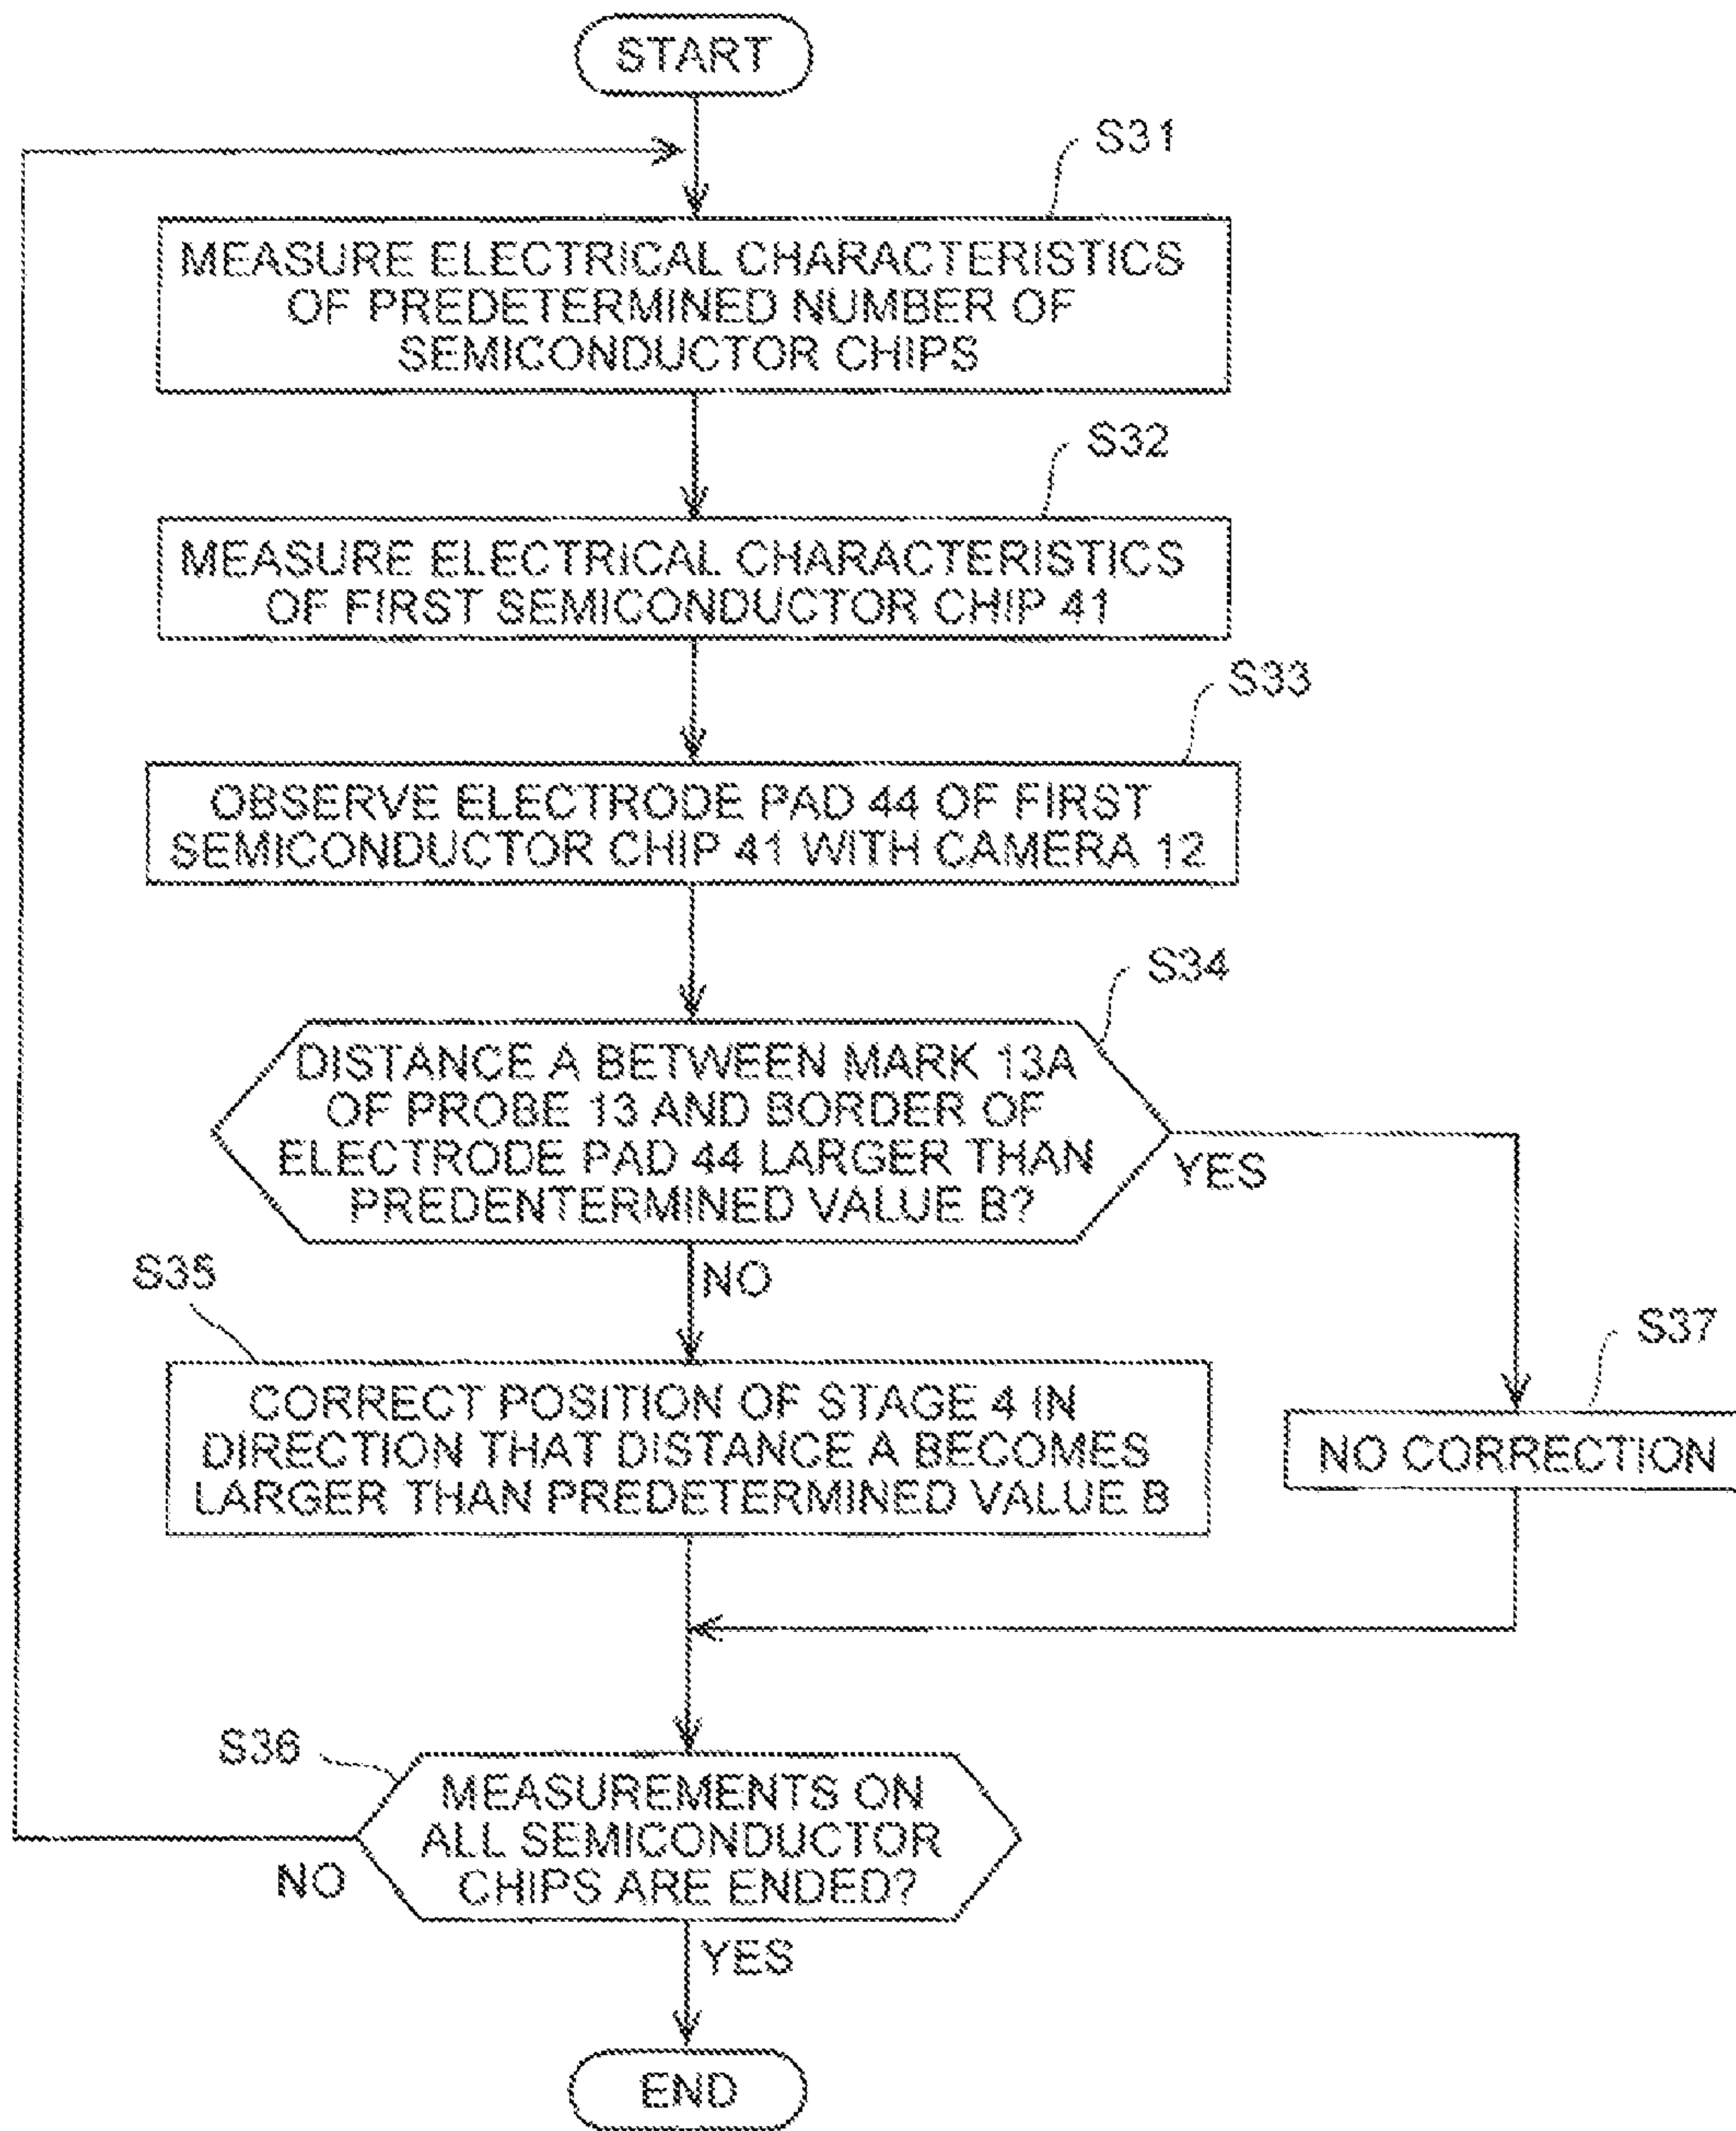 START
S31
MEASURE ELECTRICAL CHARACTERISTICS
OF PREDETERMINED NUMBER OF
SEMICONDUCTOR CHIPS
S32
MEASURE ELECTRICAL CHARACTERISTICS
OF FIRST SEMICONDUCTOR CHIP 41
S33
OBSERVE ELECTRODE PAD 44 OF FIRST
SEMICONDUCTOR CHIP 41 WITH CAMERA 12
S34
DISTANCE A BETWEEN MARK 13A
OF PROBE 13 AND BORDER OF
ELECTRODE PAD 44 LARGER THAN
PREDENTERMINED VALUE B?
YES
NO
S35
CORRECT POSITION OF STAGE 4 IN
DIRECTION THAT DISTANCE A BECOMES
LARGER THAN PREDETERMINED VALUE B
S37
NO CORRECTION
S36
MEASUREMENTS ON
ALL SEMICONDUCTOR
CHIPS ARE ENDED?
NO
YES
END